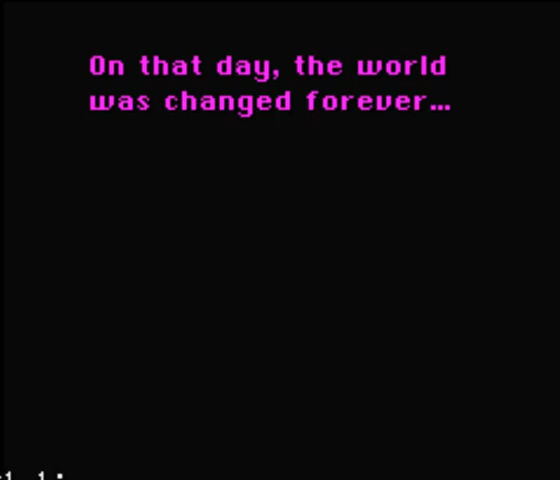 On that day, the world
was changed forever…